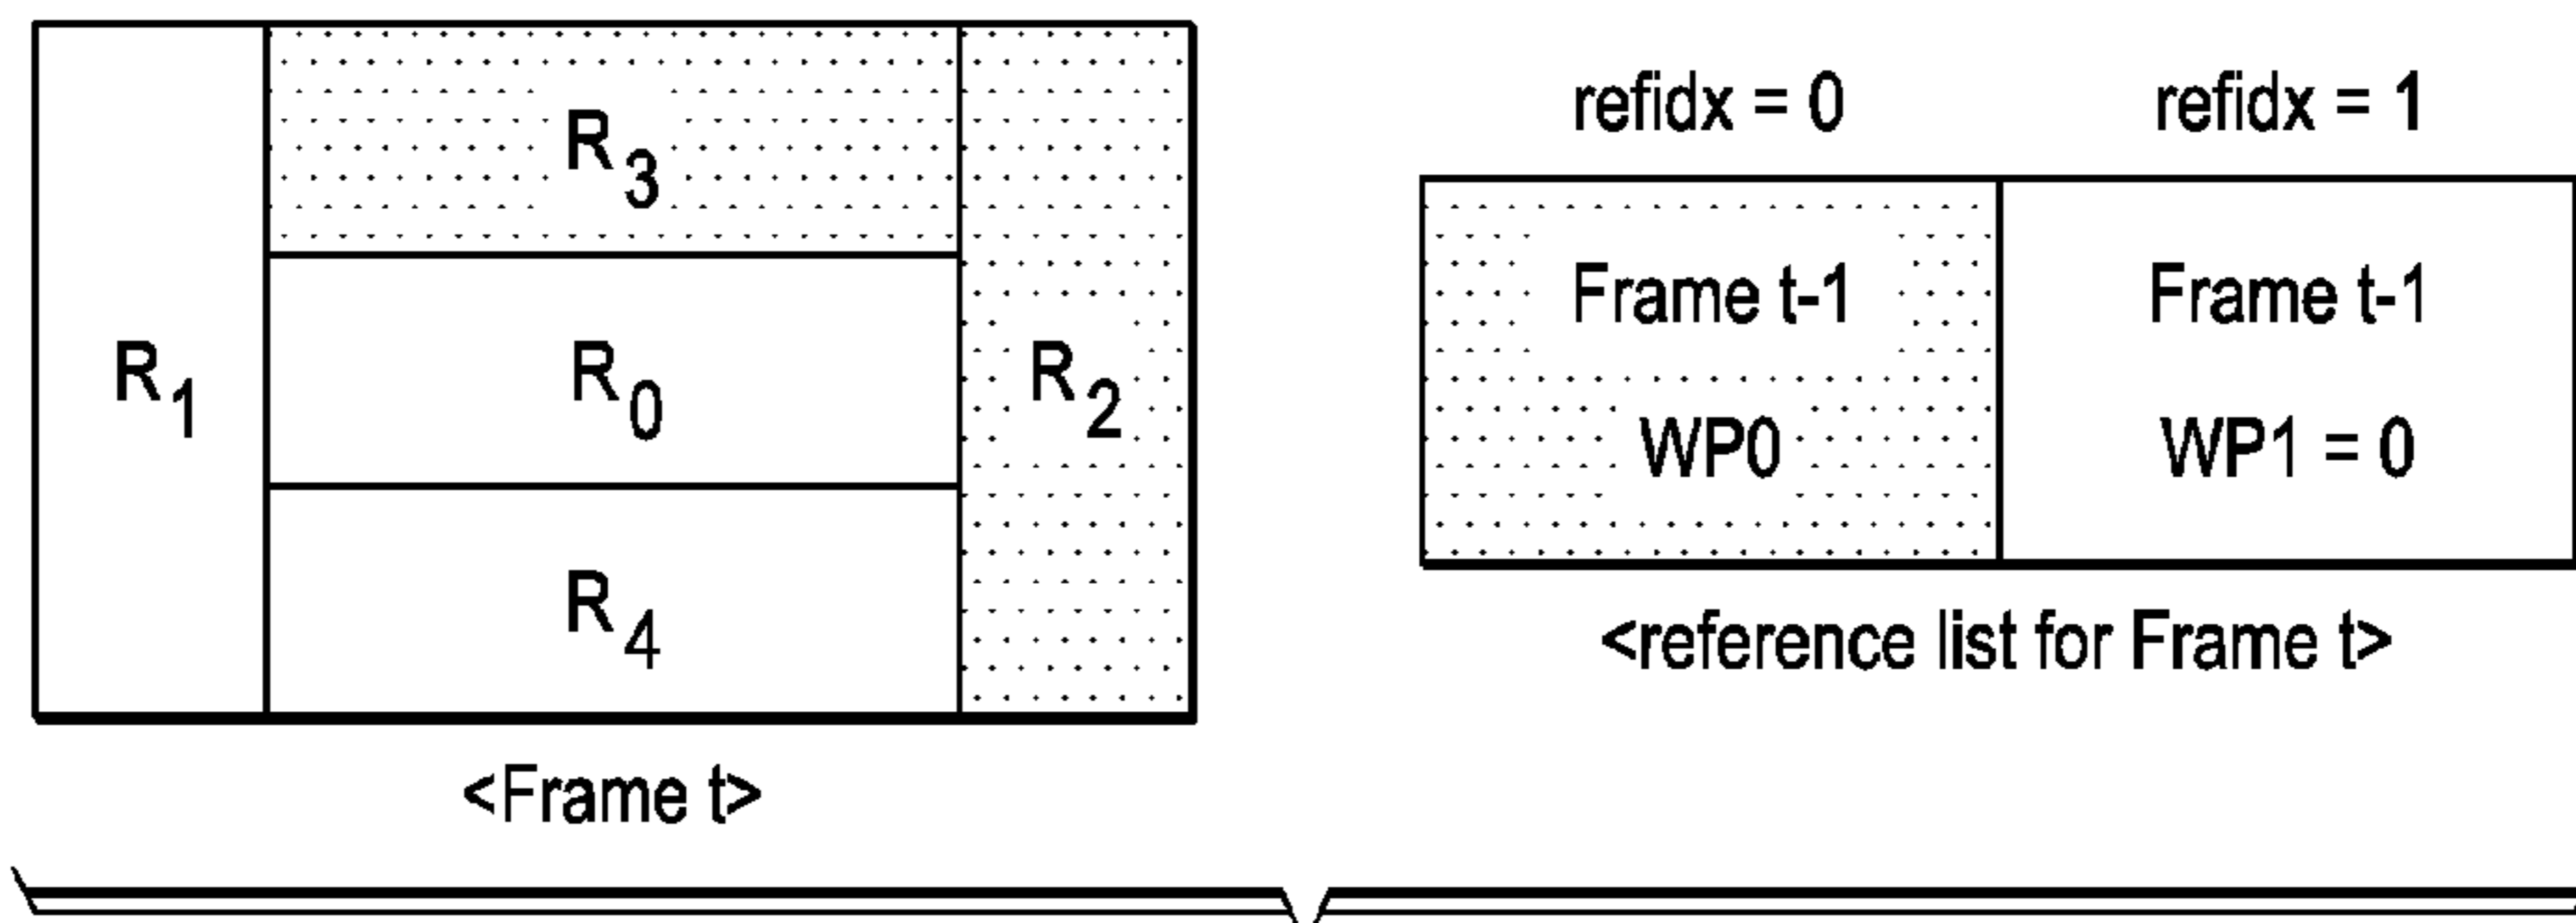 R3
R1
R0
R2
R4
<Frame t>
refidx = 0
refidx = 1
Frame t-1
WP0
Frame t-1
WP1 = 0
<reference list for Frame t>